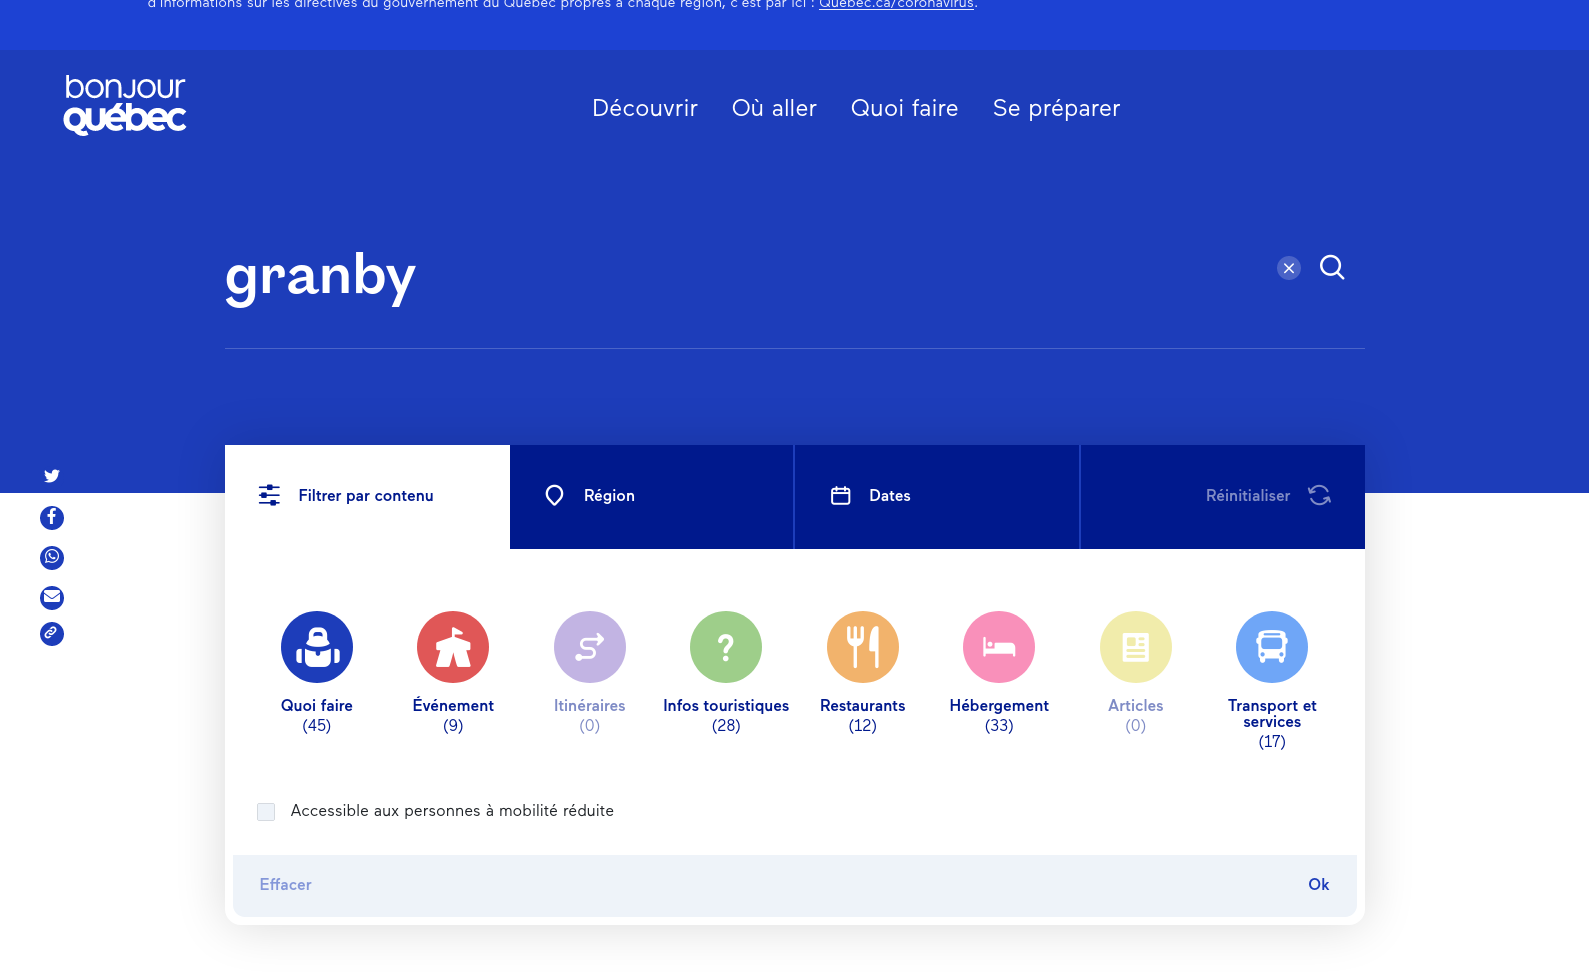 d'informations sur les directives du gouvernement du Québec propres à chaque région, c'est par ici : Québec.ca/coronavirus.
bonjour
québec
Découvrir Où aller Quoi faire Se préparer
granby
Filtrer par contenu Région Dates Réinitialiser
Quoi faire
(45)
Événement
(9)
Itinéraires
(0)
Infos touristiques
(28)
Restaurants
(12)
Hébergement
(33)
Articles
(0)
Transport et
services
(17)
Accessible aux personnes à mobilité réduite
Effacer Ok